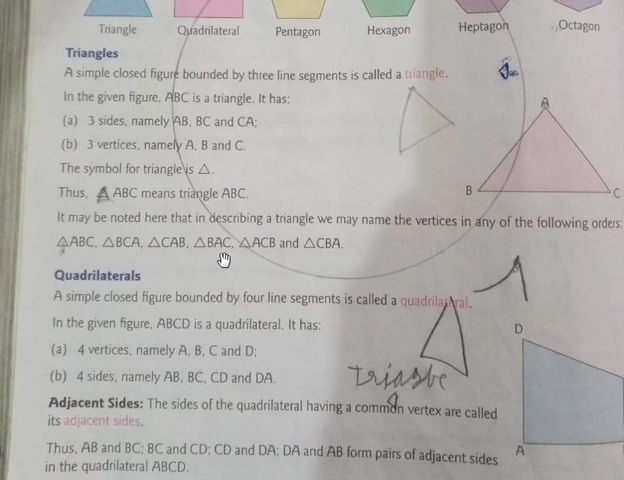 Triangle Quadrilateral Pentagon Hexagon Heptagon Octagon
Triangles
A simple closed figure bounded by three line segments is called a triangle.
In the given figure, ABC is a triangle. It has:
(a) 3 sides, namely AB, BC and CA;
(b) 3 vertices, namely A, B and C.
The symbol for triangle is △.
Thus, △ ABC means triangle ABC.
A
B C
It may be noted here that in describing a triangle we may name the vertices in any of the following orders:
△ABC, △BCA, △CAB, △BAC, △ACB and △CBA.
Quadrilaterals
A simple closed figure bounded by four line segments is called a quadrilateral.
In the given figure, ABCD is a quadrilateral. It has:
(a) 4 vertices, namely A, B, C and D;
(b) 4 sides, namely AB, BC, CD and DA.
D
A
Adjacent Sides: The sides of the quadrilateral having a common vertex are called
its adjacent sides.
Thus, AB and BC; BC and CD; CD and DA; DA and AB form pairs of adjacent sides
in the quadrilateral ABCD.